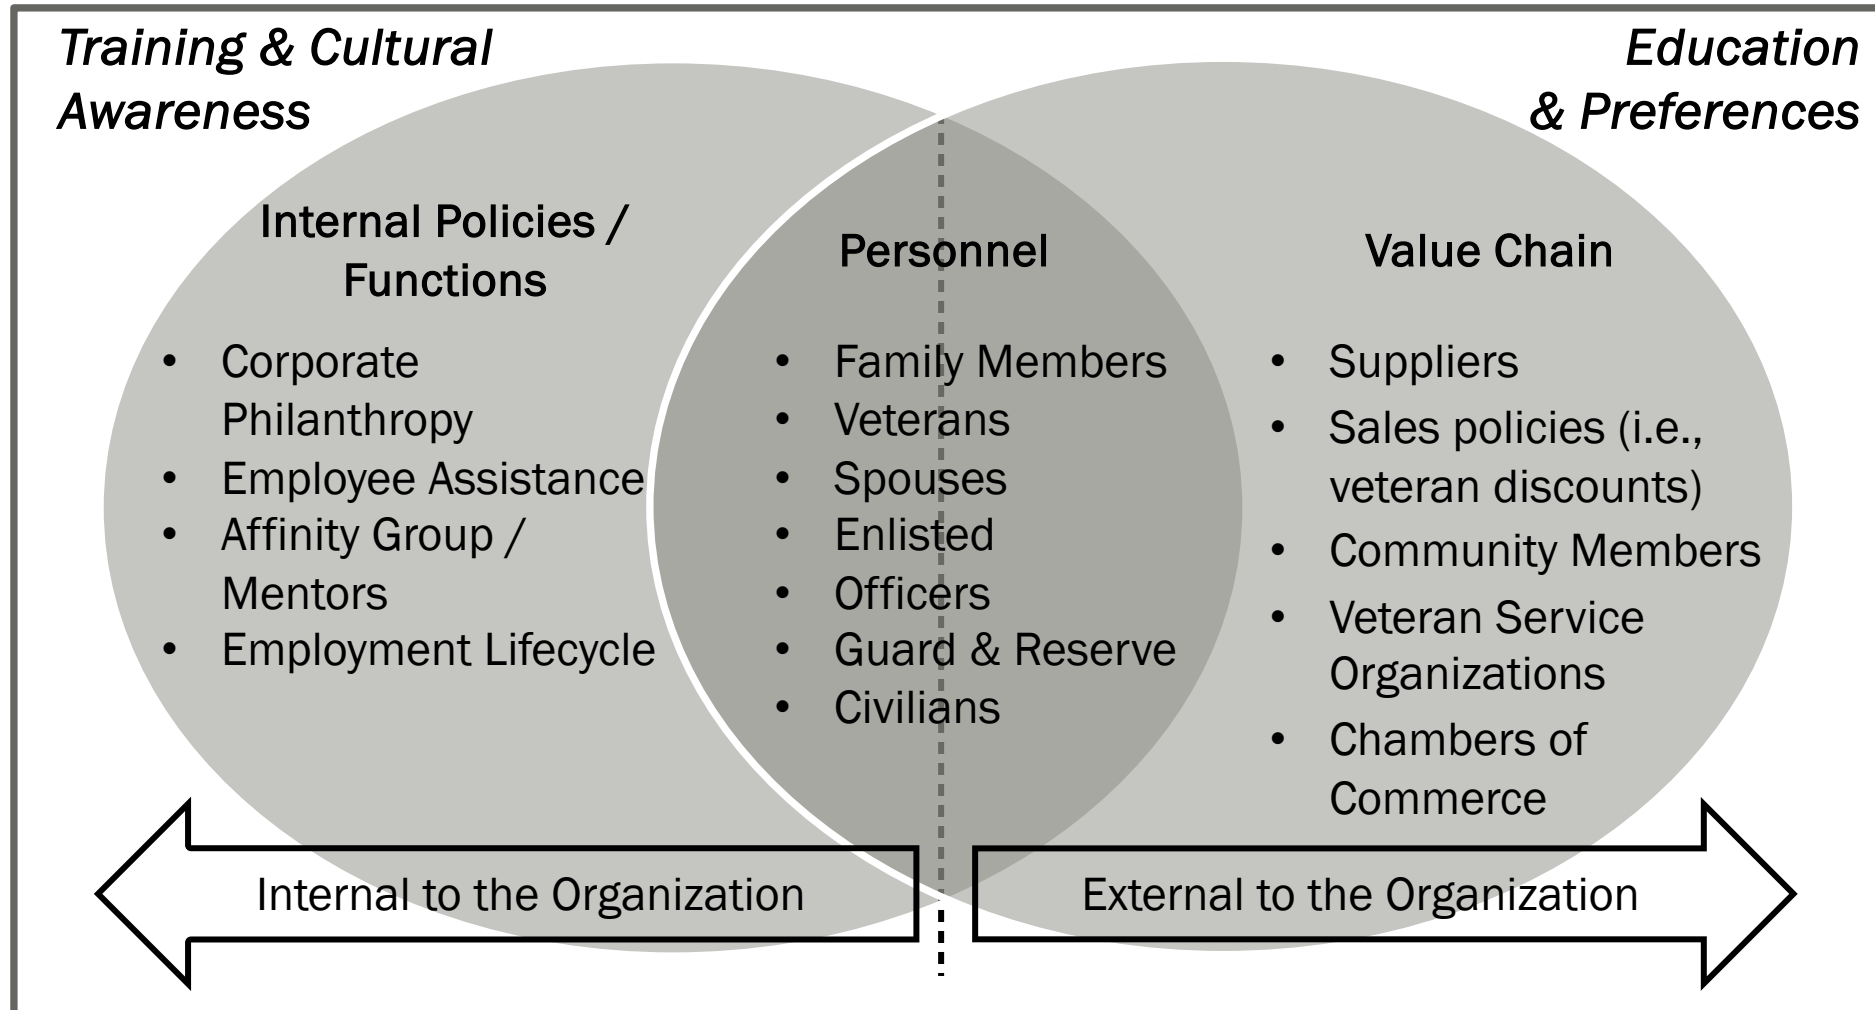 Training & Cultural
Awareness
Education
& Preferences
Internal Policies /
Functions
• Corporate
Philanthropy
• Employee Assistance
• Affinity Group /
Mentors
• Employment Lifecycle
Personnel
• Family Members
• Veterans
• Spouses
• Enlisted
• Officers
• Guard & Reserve
• Civilians
Value Chain
• Suppliers
• Sales policies (i.e.,
veteran discounts)
• Community Members
• Veteran Service
Organizations
• Chambers of
Commerce
Internal to the Organization
External to the Organization